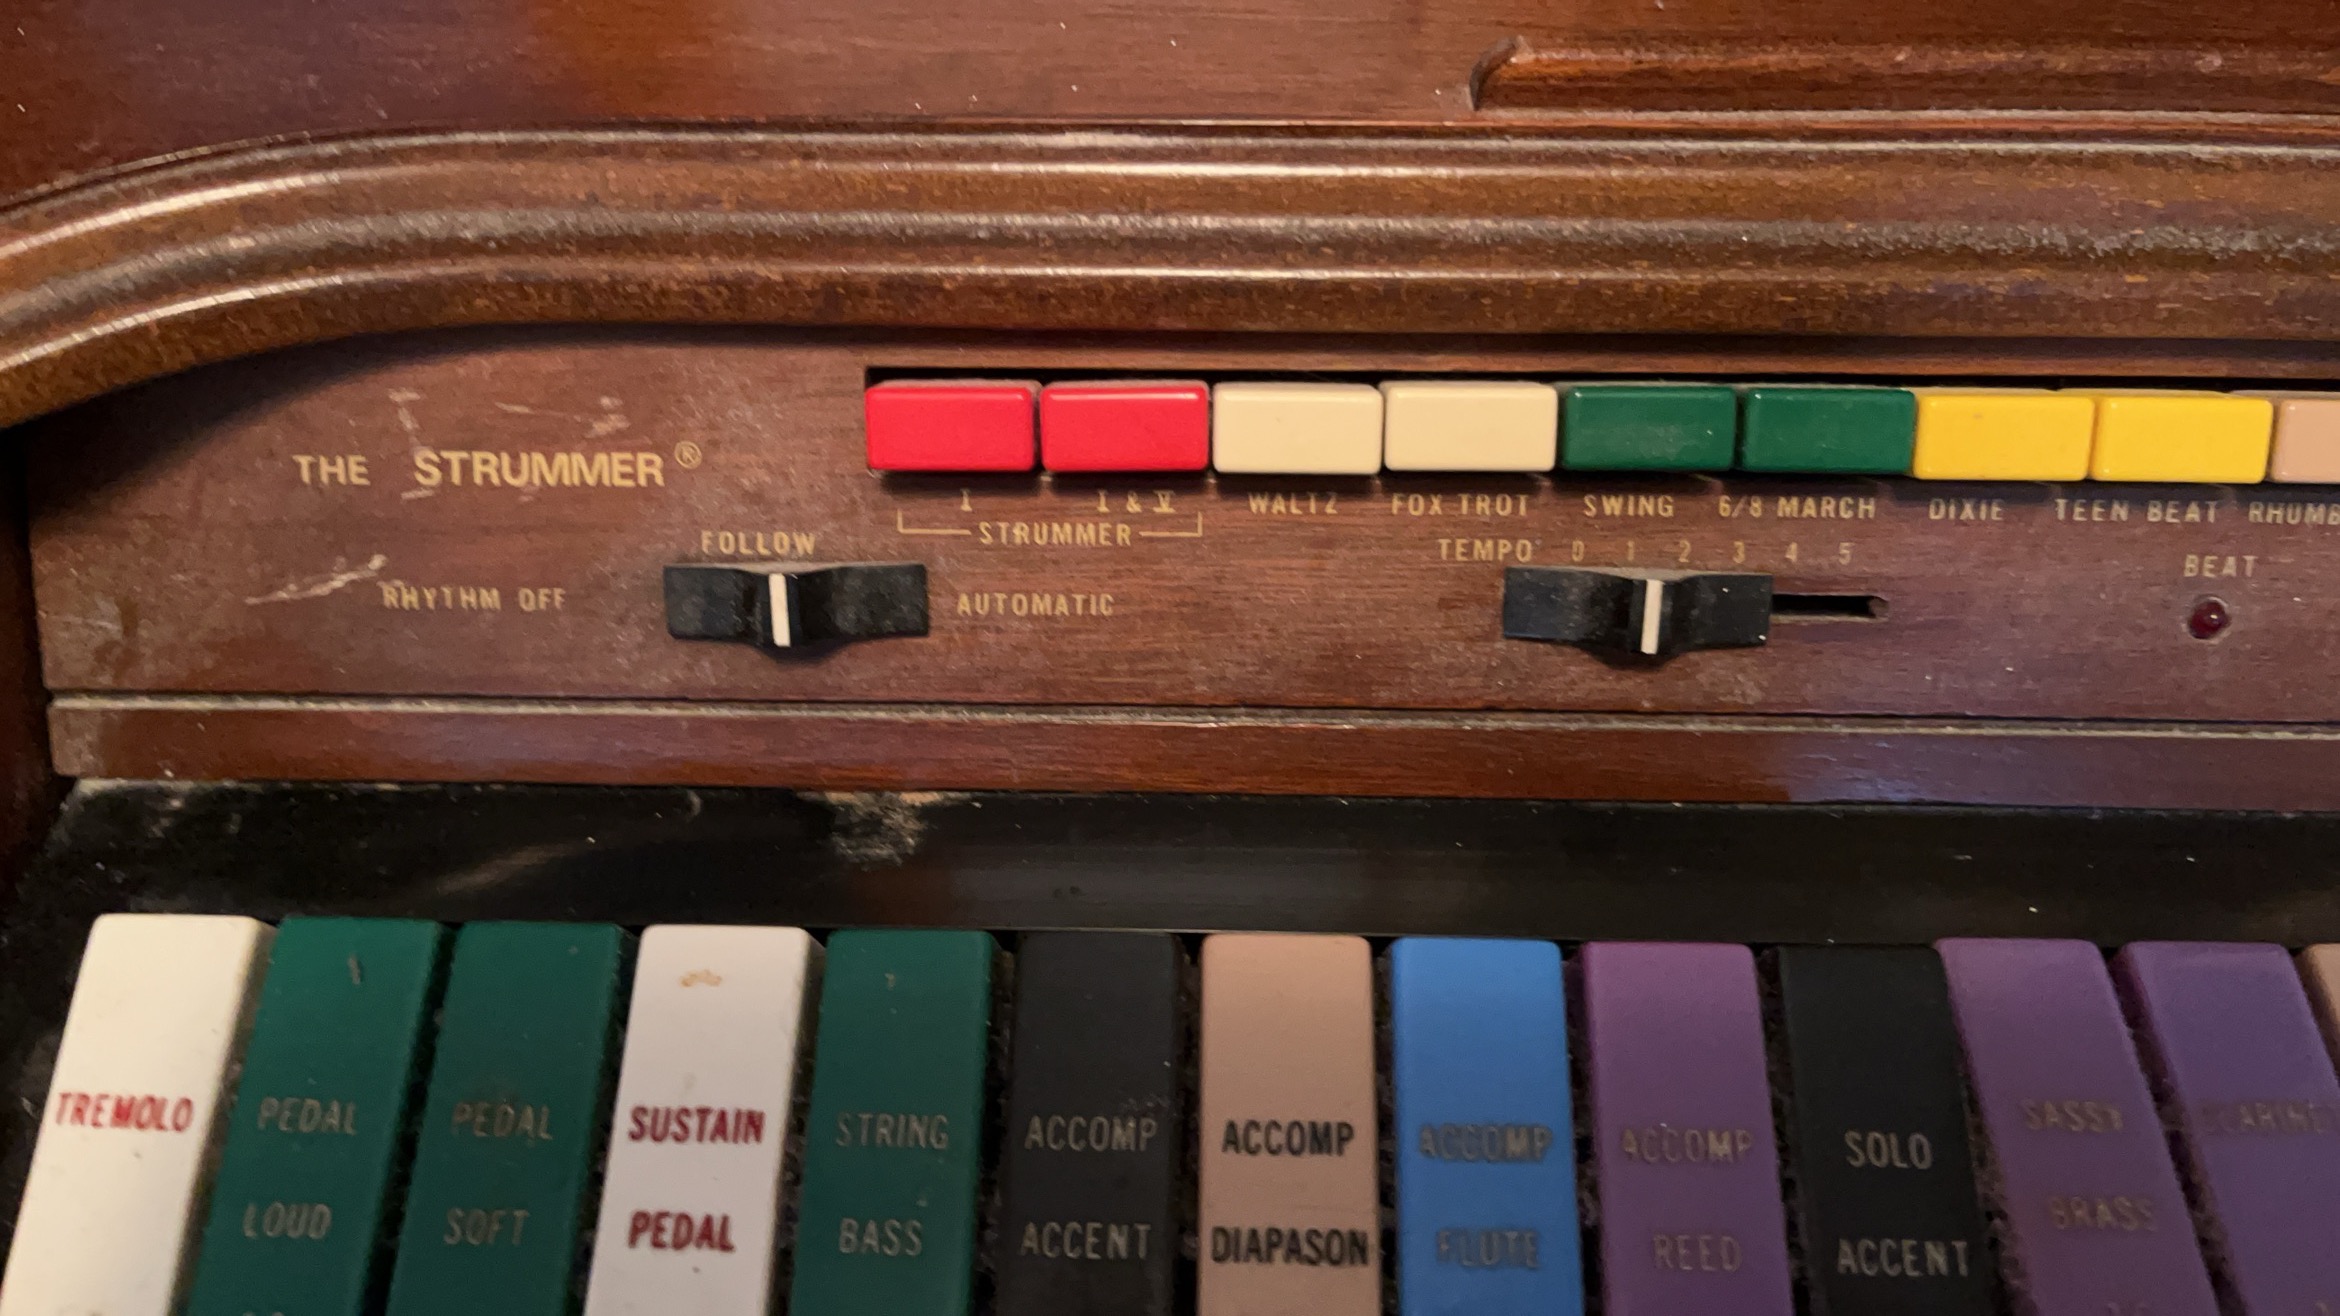 THE STRUMMER®
I I & V WALTZ FOX TROT SWING 6/8 MARCH DIXIE TEEN BEAT RHUMB
STRUMMER
FOLLOW
TEMPO 0 1 2 3 4 5
BEAT
RHYTHM OFF AUTOMATIC
TREMOLO
PEDAL
LOUD
PEDAL
SOFT
SUSTAIN
PEDAL
STRING
BASS
ACCOMP
ACCENT
ACCOMP
DIAPASON
ACCOMP
FLUTE
ACCOMP
REED
SOLO
ACCENT
SASSY
BRASS